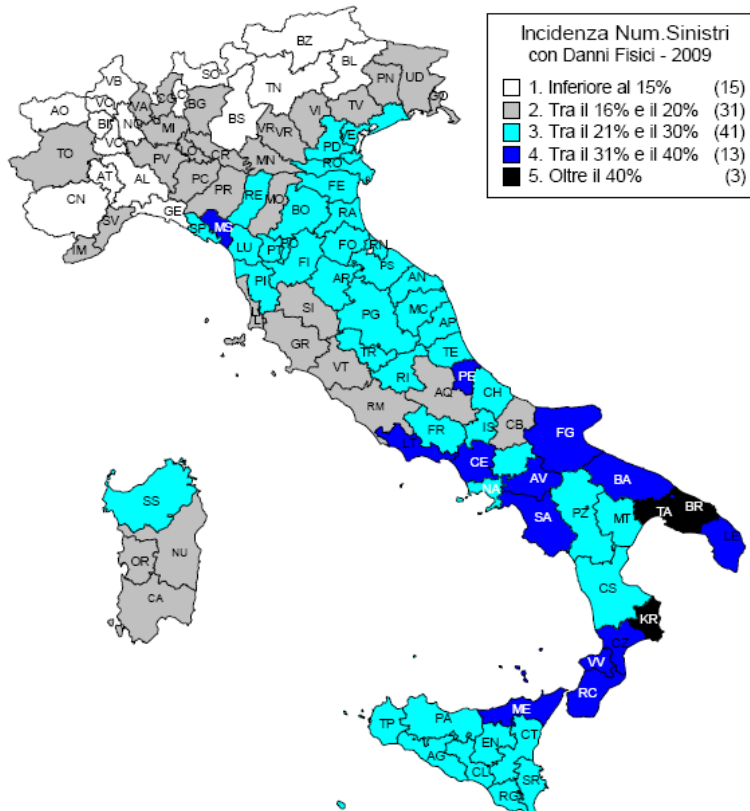 Incidenza Num.Sinistri
con Danni Fisici - 2009
1. Inferiore al 15% (15)
2. Tra il 16% e il 20% (31)
3. Tra il 21% e il 30% (41)
4. Tra il 31% e il 40% (13)
5. Oltre il 40% (3)
BZ
SO
BL
VB
TN
PN
UD
AO
VA
BG
GO
BI
NO
MI
BS
VI
TV
VC
VR
VR
PD
VE
TO
PV
LO
CR
MN
RO
AT
AL
PC
PR
RE
MO
FE
CN
GE
BO
RA
SV
SP
MS
IM
LU
PT
PO
FO
RN
FI
PS
PI
AR
AN
LI
SI
PG
MC
AP
GR
TR
TE
VT
RI
PE
AQ
CH
RM
FR
IS
CB
FG
LT
CE
NA
AV
BA
SA
PZ
MT
TA
BR
LE
SS
OR
NU
CA
CS
KR
CZ
VV
RC
ME
TP
PA
CT
EN
AG
CL
SR
RG